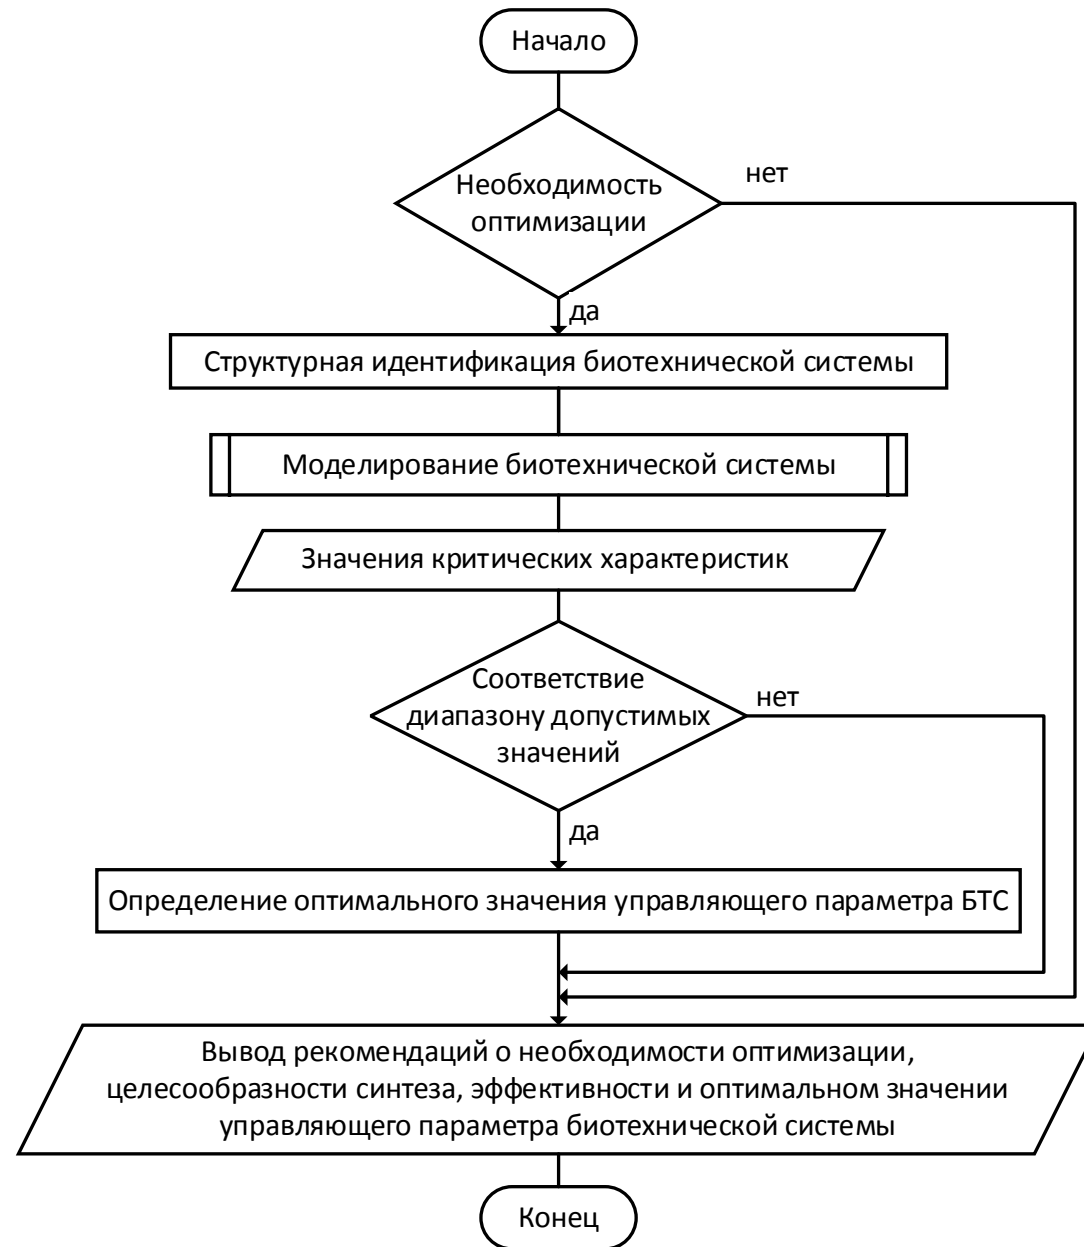 Начало
Необходимость
оптимизации
нет
да
Структурная идентификация биотехнической системы
Моделирование биотехнической системы
Значения критических характеристик
Соответствие
диапазону допустимых
значений
нет
да
Определение оптимального значения управляющего параметра БТС
Вывод рекомендаций о необходимости оптимизации,
целесообразности синтеза, эффективности и оптимальном значении
управляющего параметра биотехнической системы
Конец